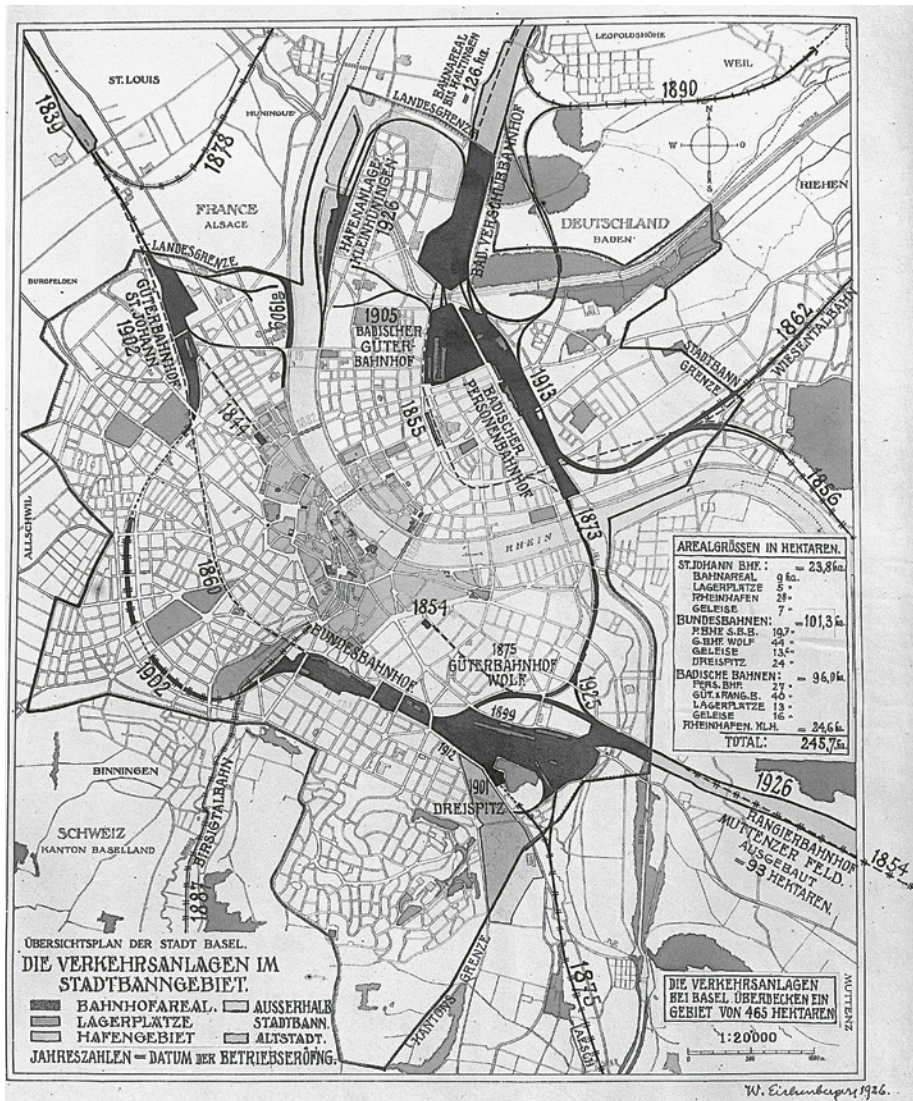 LEOPOLDSHÖHE
ST. LOUIS
WEIL
BAHNAREAL
BIS HALTINGEN
= 126. ha.
1890
1839
HUNINGUE
1878
LANDESGRENZE
N
W O
S
WIESE
RIEHEN
FRANCE
ALSACE
HAFENANLAGE
KLEINHÜNINGEN
1926
BAD. VERSCHUBBAHNHOF
DEUTSCHLAND
BADEN
LANDESGRENZE
BURGFELDEN
GÜTERBAHNHOF
ST. JOHANN
1902
1909
1905
BADISCHER
GÜTER-
BAHNHOF
1862
WIESENTALBAHN
STADTBANN
GRENZE
1913
1844
1855
BADISCHER
PERSONENBAHNHOF
1856
ALLSCHWIL
RHEIN
1873
1860
1854
BUNDESBAHNHOF
1875
GÜTERBAHNHOF
WOLF
1902
1925
1899
1912
1901
DREISPITZ
AREALGRÖSSEN IN HEKTAREN.
ST. JOHANN BHF.: = 23,8 ha.
BAHNAREAL 9 ha.
LAGERPLÄTZE 5 "
RHEINHAFEN 2,8 "
GELEISE 7 "
BUNDESBAHNEN: = 101,3 ha.
P. BHF. S.B.B. 19,7 "
G. BHF. WOLF 44 "
GELEISE 13,6 "
DREISPITZ 24 "
BADISCHE BAHNEN: = 96,0 ha.
PERS. BHF. 27 "
GÜT. & RANG. B. 40 "
LAGERPLÄTZE 13 "
GELEISE 16 "
RHEINHAFEN. KLH. = 24,6 ha.
TOTAL: 245,7 ha.
BINNINGEN
BIRSIGTALBAHN
1887
SCHWEIZ
KANTON BASELLAND
1926
RANGIERBAHNHOF
MUTTENZER FELD.
AUSGEBAUT
= 93 HEKTAREN.
1854
BIRS
KANTONSGRENZE
1875
AESCH
MUTTENZ
ÜBERSICHTSPLAN DER STADT BASEL.
DIE VERKEHRSANLAGEN IM
STADTBANNGEBIET.
BAHNHOFAREAL. AUSSERHALB
LAGERPLÄTZE STADTBANN.
HAFENGEBIET ALTSTADT.
JAHRESZAHLEN = DATUM DER BETRIEBSERÖFNG.
DIE VERKEHRSANLAGEN
BEI BASEL ÜBERDECKEN EIN
GEBIET VON 465 HEKTAREN
1:20000
W. Eichenberger, 1926.